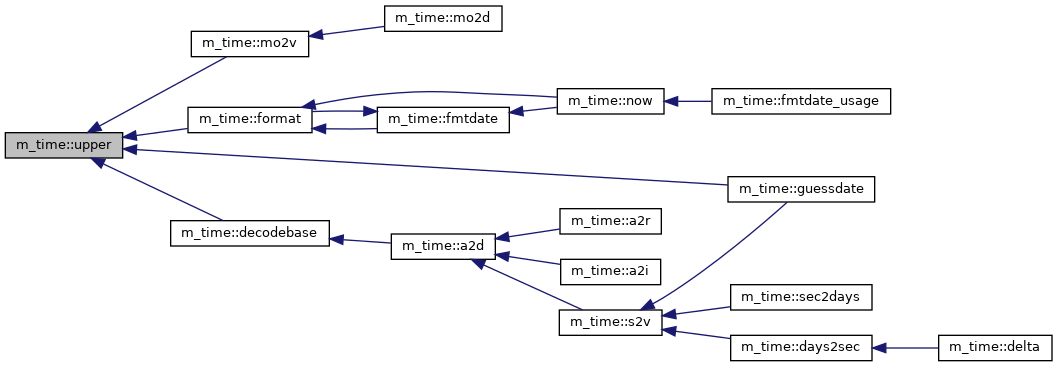 m_time::mo2d
m_time::mo2v
m_time::now
m_time::fmtdate_usage
m_time::format
m_time::fmtdate
m_time::upper
m_time::guessdate
m_time::a2r
m_time::decodebase
m_time::a2d
m_time::a2i
m_time::sec2days
m_time::s2v
m_time::days2sec
m_time::delta